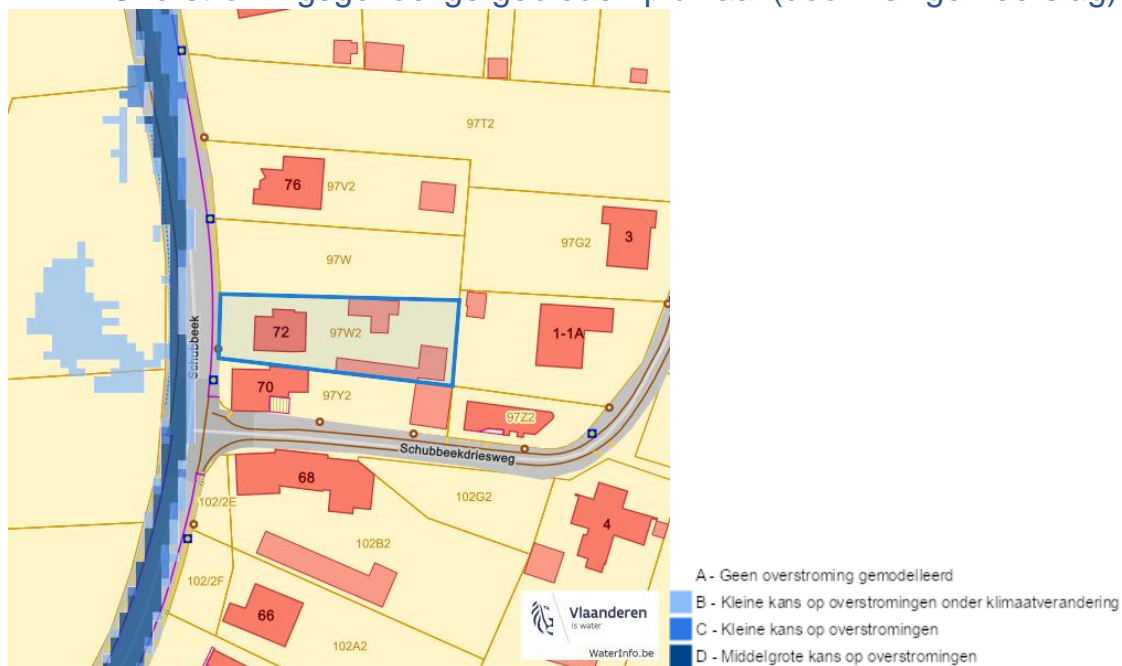 (
76
97T2
97V2
3
97G2
97W
72
97W2
1-1A
Schubbeek
70
97Y2
97Z2
Schubbeekdriesweg
68
102G2
102/2E
4
102B2
102/2F
66
102A2
Vlaanderen
is water
WaterInfo.be
A - Geen overstroming gemodelleerd
B - Kleine kans op overstromingen onder klimaatverandering
C - Kleine kans op overstromingen
D - Middelgrote kans op overstromingen